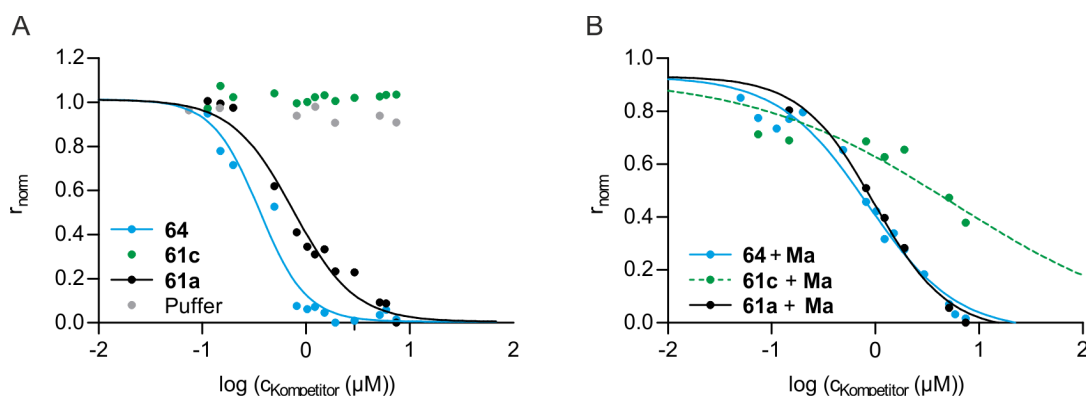 A
1.2
1.0
0.8
0.6
0.4
0.2
0.0
r_norm
64
61c
61a
Puffer
-2
-1
0
1
2
log (c_Kompetitor (µM))
B
1.0
0.8
0.6
0.4
0.2
0.0
r_norm
64 + Ma
61c + Ma
61a + Ma
-2
-1
0
1
2
log (c_Kompetitor (µM))